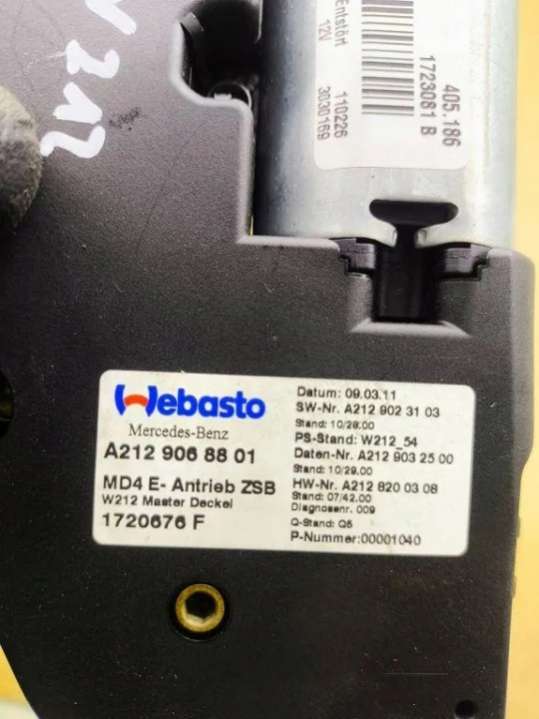 W 212
Entstört
12V
110226
3030169
405.186
1723081 B
Webasto
Mercedes-Benz
A212 906 88 01
MD4 E- Antrieb ZSB
W212 Master Deckel
1720676 F
Datum: 09.03.11
SW-Nr. A212 902 31 03
Stand: 10/28.00
PS-Stand: W212_54
Daten-Nr. A212 903 25 00
Stand: 10/29.00
HW-Nr. A212 820 03 08
Stand: 07/42.00
Diagnosenr. 009
Q-Stand: Q5
P-Nummer:00001040